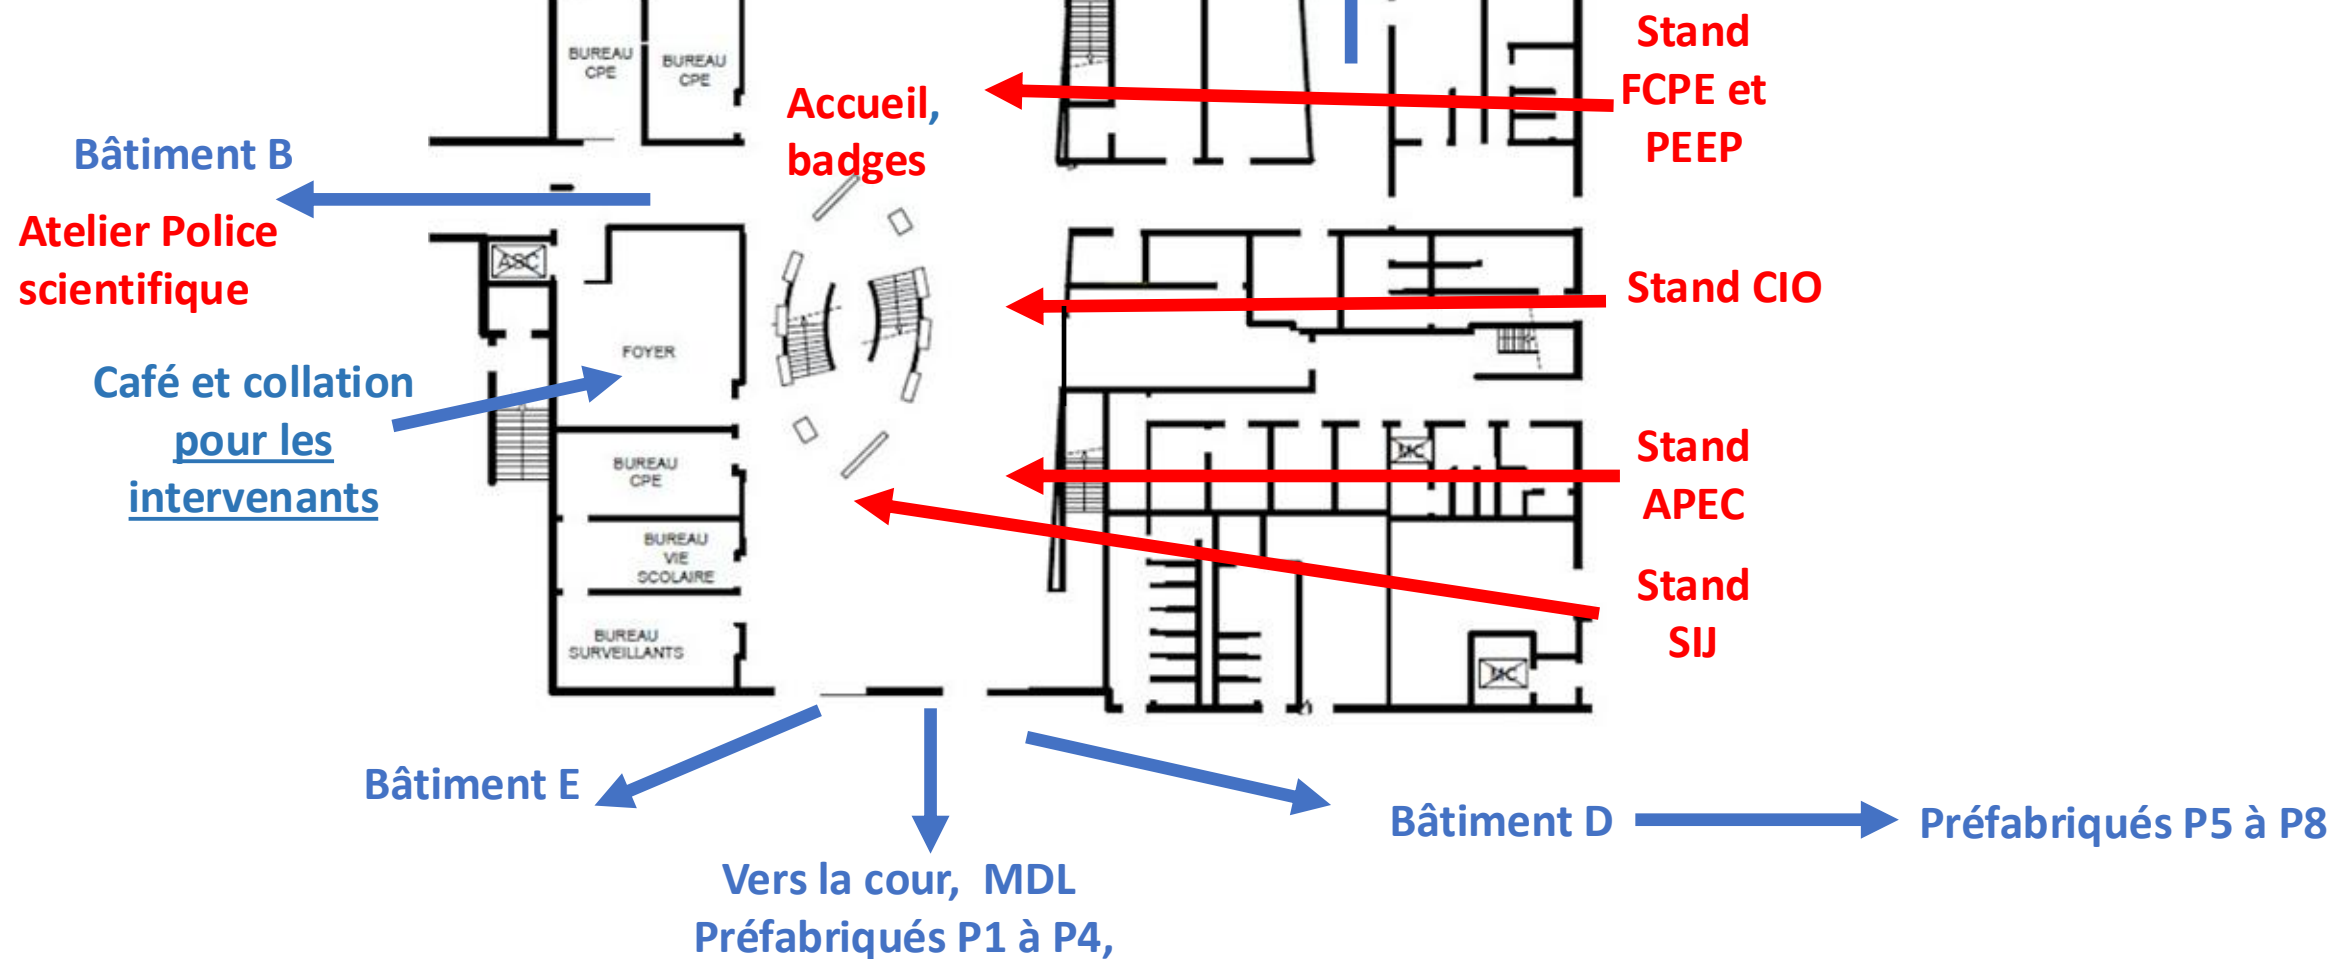 Stand
FCPE et
PEEP
BUREAU
CPE
BUREAU
CPE
Accueil,
badges
Bâtiment B
Atelier Police
scientifique
ASC
Stand CIO
FOYER
Café et collation
pour les
intervenants
BUREAU
CPE
MC
Stand
APEC
BUREAU
VIE
SCOLAIRE
Stand
SIJ
BUREAU
SURVEILLANTS
MC
Bâtiment E
Bâtiment D
Préfabriqués P5 à P8
Vers la cour,  MDL
Préfabriqués P1 à P4,